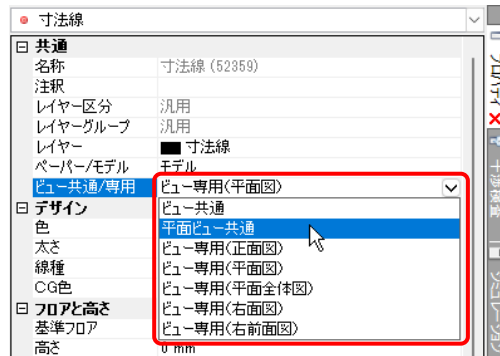 寸法線
共通
名称 寸法線 (52359)
注釈
レイヤー区分 汎用
レイヤーグループ 汎用
レイヤー 寸法線
ペーパー/モデル モデル
ビュー共通/専用 ビュー専用(平面図)
デザイン ビュー共通
色 平面ビュー共通
太さ ビュー専用(正面図)
線種 ビュー専用(平面図)
CG色 ビュー専用(平面全体図)
フロアと高さ ビュー専用(右面図)
基準フロア ビュー専用(右前面図)
高さ 0 mm
プロパティ
干渉検査